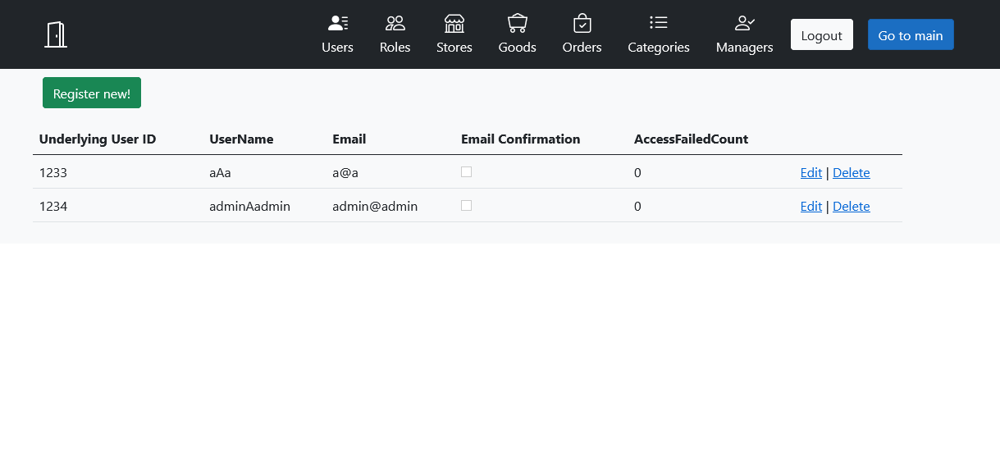 Users Roles Stores Goods Orders Categories Managers Logout Go to main
Register new!
Underlying User ID UserName Email Email Confirmation AccessFailedCount
1233 aAa a@a 0 Edit | Delete
1234 adminAadmin admin@admin 0 Edit | Delete